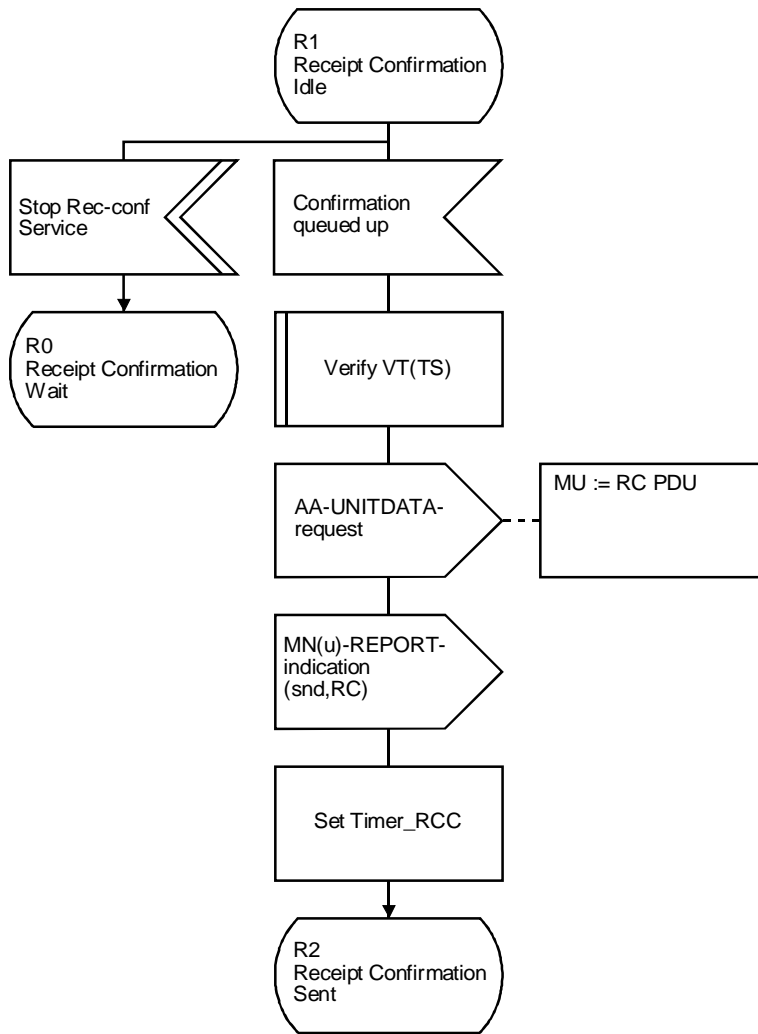 R1
Receipt Confirmation
Idle
Stop Rec-conf
Service
Confirmation
queued up
R0
Receipt Confirmation
Wait
Verify VT(TS)
AA-UNITDATA-
request
MU := RC PDU
MN(u)-REPORT-
indication
(snd,RC)
Set Timer_RCC
R2
Receipt Confirmation
Sent